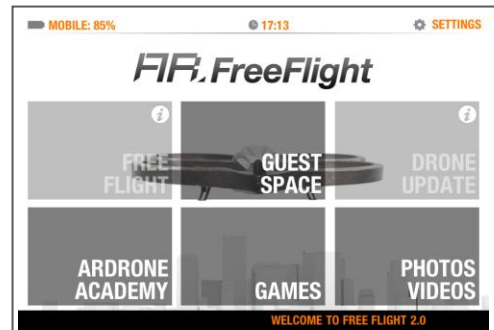 MOBILE: 85% 17:13 SETTINGS
AR.FreeFlight
FREE FLIGHT
GUEST SPACE
DRONE UPDATE
ARDRONE ACADEMY
GAMES
PHOTOS VIDEOS
WELCOME TO FREE FLIGHT 2.0